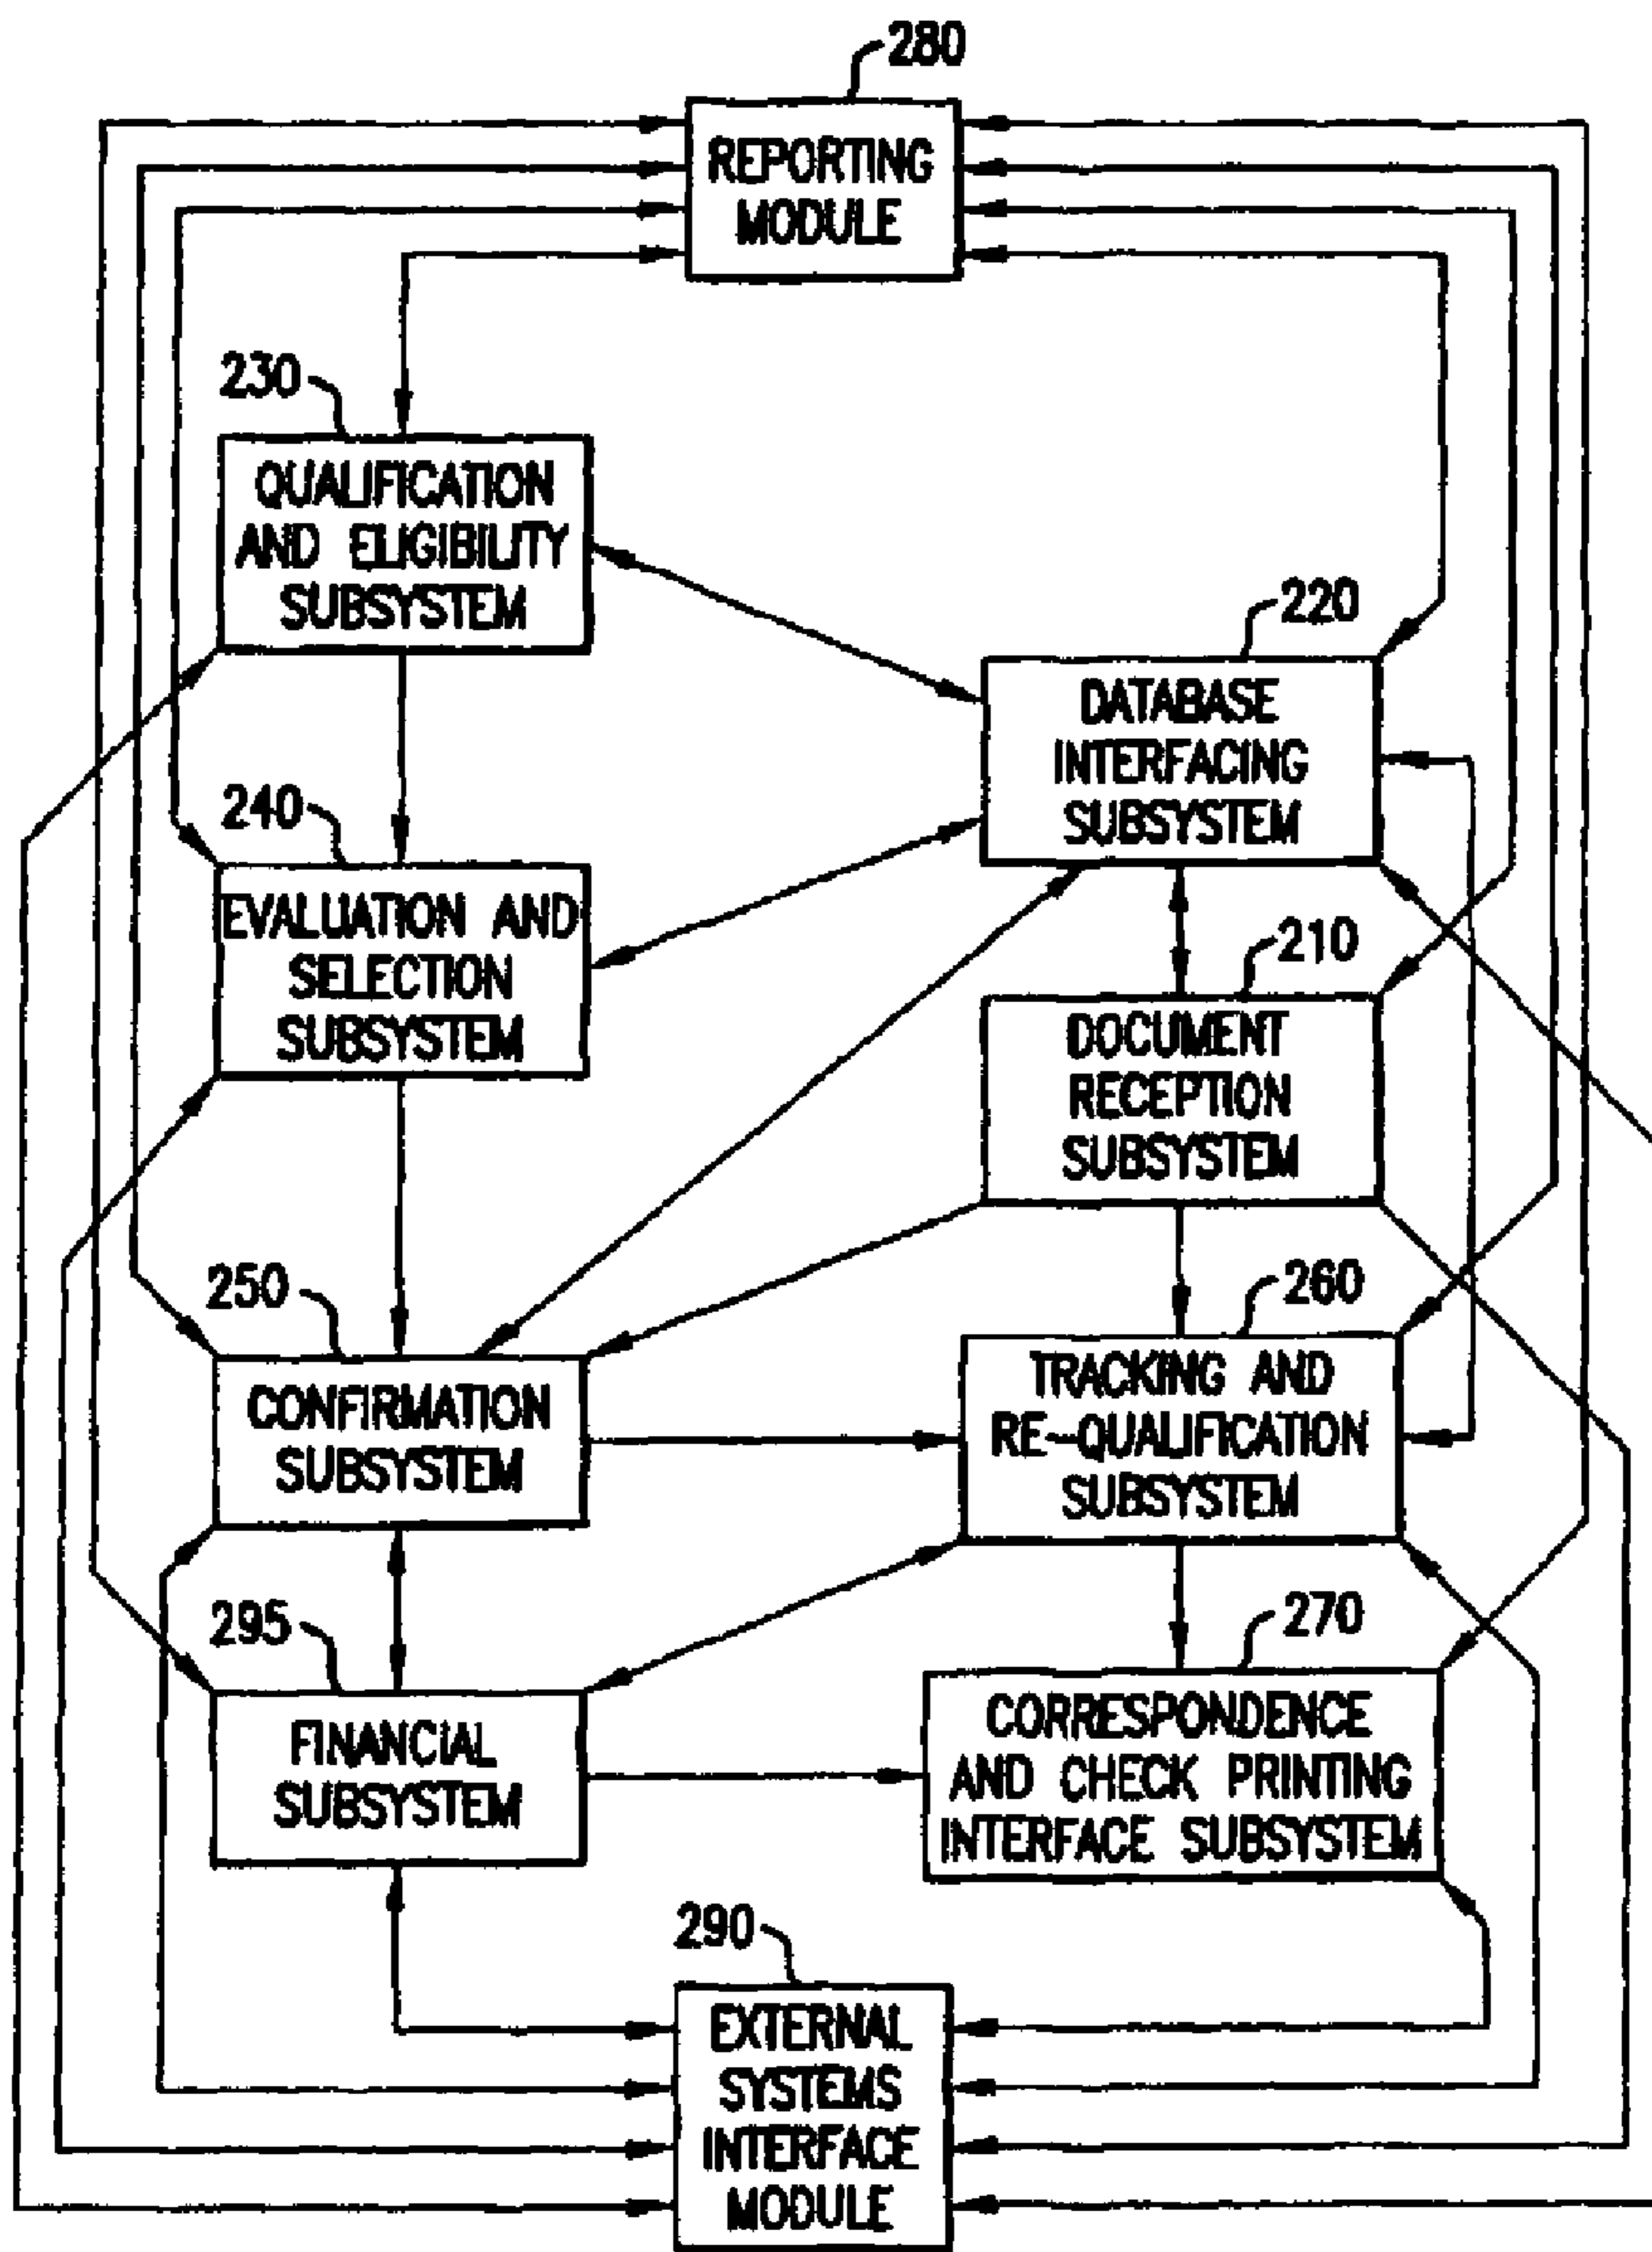 280
REPORTING
MODULE
230
QUALIFICATION
AND ELIGIBILITY
SUBSYSTEM
220
DATABASE
INTERFACING
SUBSYSTEM
240
EVALUATION AND
SELECTION
SUBSYSTEM
210
DOCUMENT
RECEPTION
SUBSYSTEM
250
CONFIRMATION
SUBSYSTEM
260
TRACKING AND
RE-QUALIFICATION
SUBSYSTEM
295
FINANCIAL
SUBSYSTEM
270
CORRESPONDENCE
AND CHECK PRINTING
INTERFACE SUBSYSTEM
290
EXTERNAL
SYSTEMS
INTERFACE
MODULE